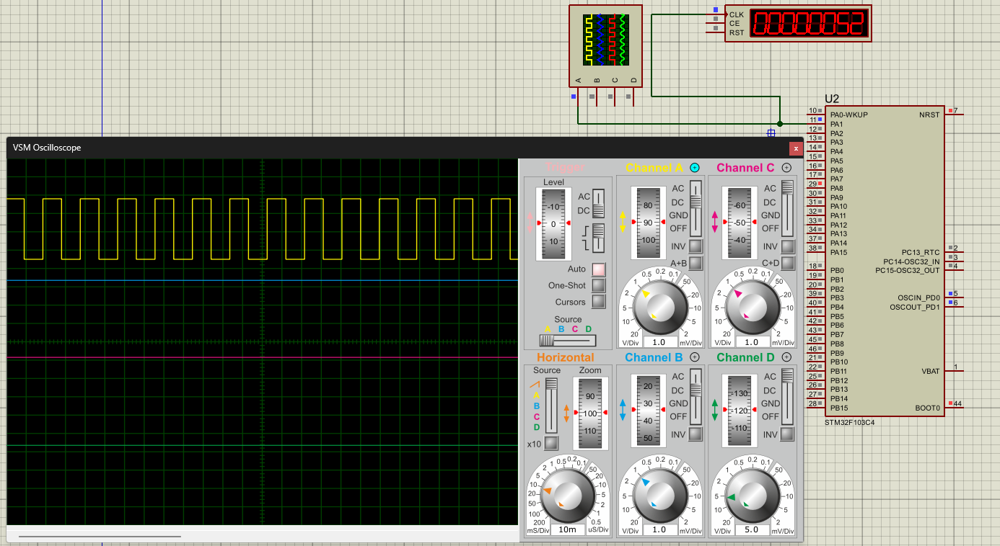 CLK
CE
RST
00000052
A B C D
U2
10 PA0-WKUP NRST 7
11 PA1
12 PA2
13 PA3
14 PA4
15 PA5
16 PA6
17 PA7
29 PA8
30 PA9
31 PA10
32 PA11
33 PA12
34 PA13
37 PA14
38 PA15
PC13_RTC 2
PC14-OSC32_IN 3
PC15-OSC32_OUT 4
18 PB0
19 PB1
20 PB2
39 PB3 OSCIN_PD0 5
40 PB4 OSCOUT_PD1 6
41 PB5
42 PB6
43 PB7
45 PB8
46 PB9
21 PB10
22 PB11 VBAT 1
25 PB12
26 PB13
27 PB14
28 PB15 BOOT0 44
STM32F103C4
VSM Oscilloscope
x
Trigger
Level
-10
0
10
AC
DC
Auto
One-Shot
Cursors
Source
A B C D
Channel A
80
90
100
AC
DC
GND
OFF
INV
A+B
20 10 5 2 1 0.5 0.2 0.1 50 20 10 5 2
V/Div 1.0 mV/Div
Channel C
-60
-50
-40
AC
DC
GND
OFF
INV
C+D
20 10 5 2 1 0.5 0.2 0.1 50 20 10 5 2
V/Div 1.0 mV/Div
Horizontal
Source Zoom
A
B
C
D
90
100
110
x10
200 100 50 20 10 5 2 1 0.5 0.2 0.1 50 20 10 5 2 1 0.5
mS/Div 10m uS/Div
Channel B
20
30
40
50
AC
DC
GND
OFF
INV
20 10 5 2 1 0.5 0.2 0.1 50 20 10 5 2
V/Div 1.0 mV/Div
Channel D
-130
-120
-110
AC
DC
GND
OFF
INV
20 10 5 2 1 0.5 0.2 0.1 50 20 10 5 2
V/Div 5.0 mV/Div